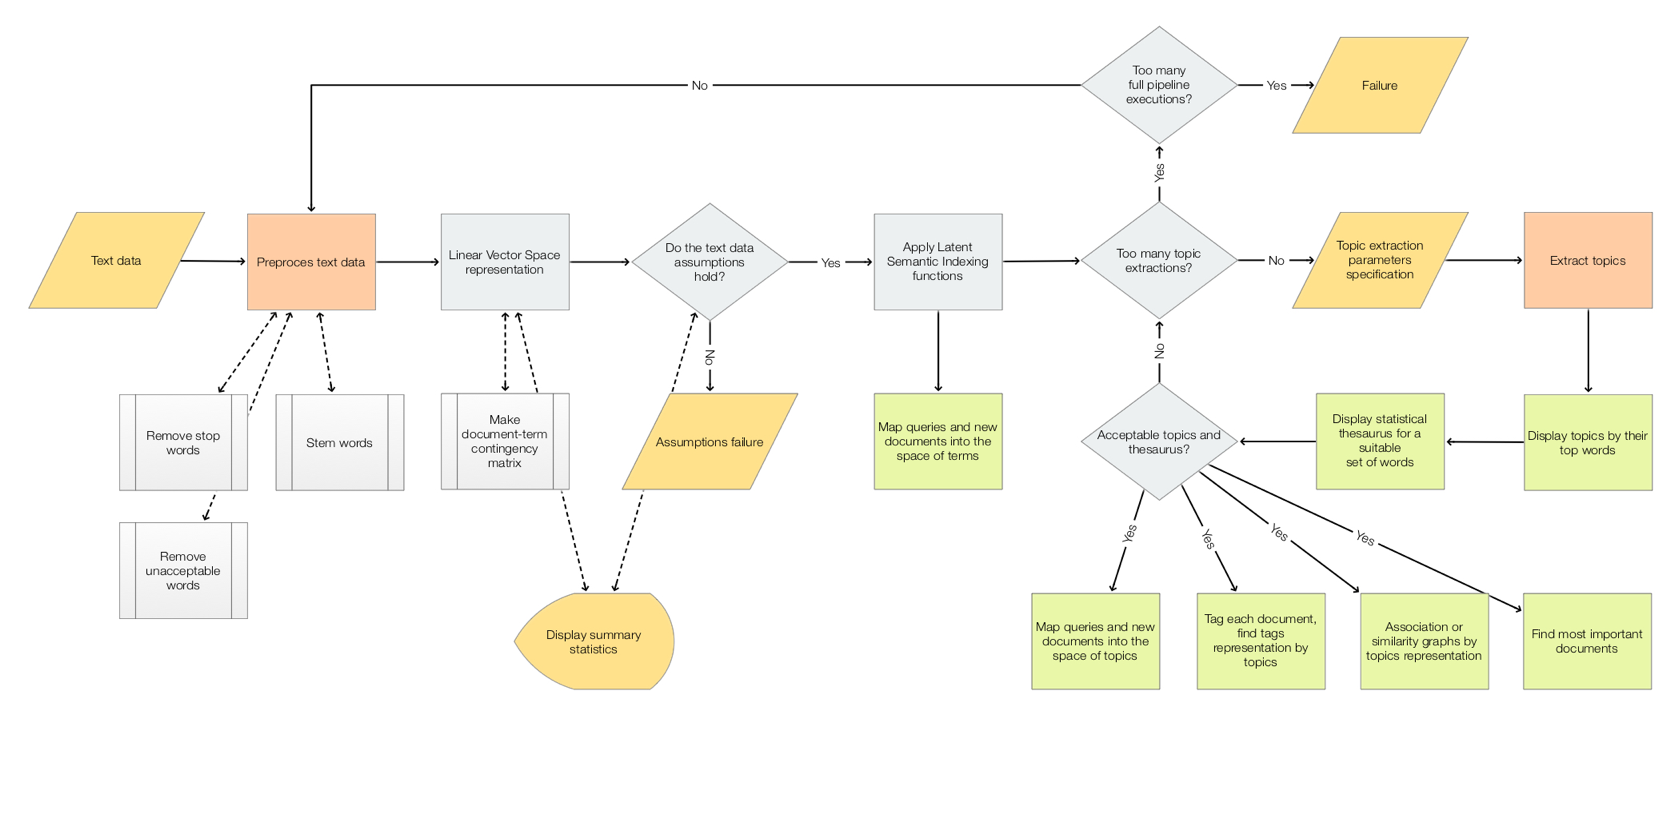 Too many
full pipeline
executions?
No
Yes
Failure
Yes
Text data
Preproces text data
Linear Vector Space
representation
Do the text data
assumptions
hold?
Yes
Apply Latent
Semantic Indexing
functions
Too many topic
extractions?
No
Topic extraction
parameters
specification
Extract topics
No
No
Remove stop
words
Stem words
Make
document-term
contingency
matrix
Assumptions failure
Map queries and new
documents into the
space of terms
Acceptable topics and
thesaurus?
Display statistical
thesaurus for a
suitable
set of words
Display topics by their
top words
Remove
unacceptable
words
Yes
Yes
Yes
Yes
Display summary
statistics
Map queries and new
documents into the
space of topics
Tag each document,
find tags
representation by
topics
Association or
similarity graphs by
topics representation
Find most important
documents